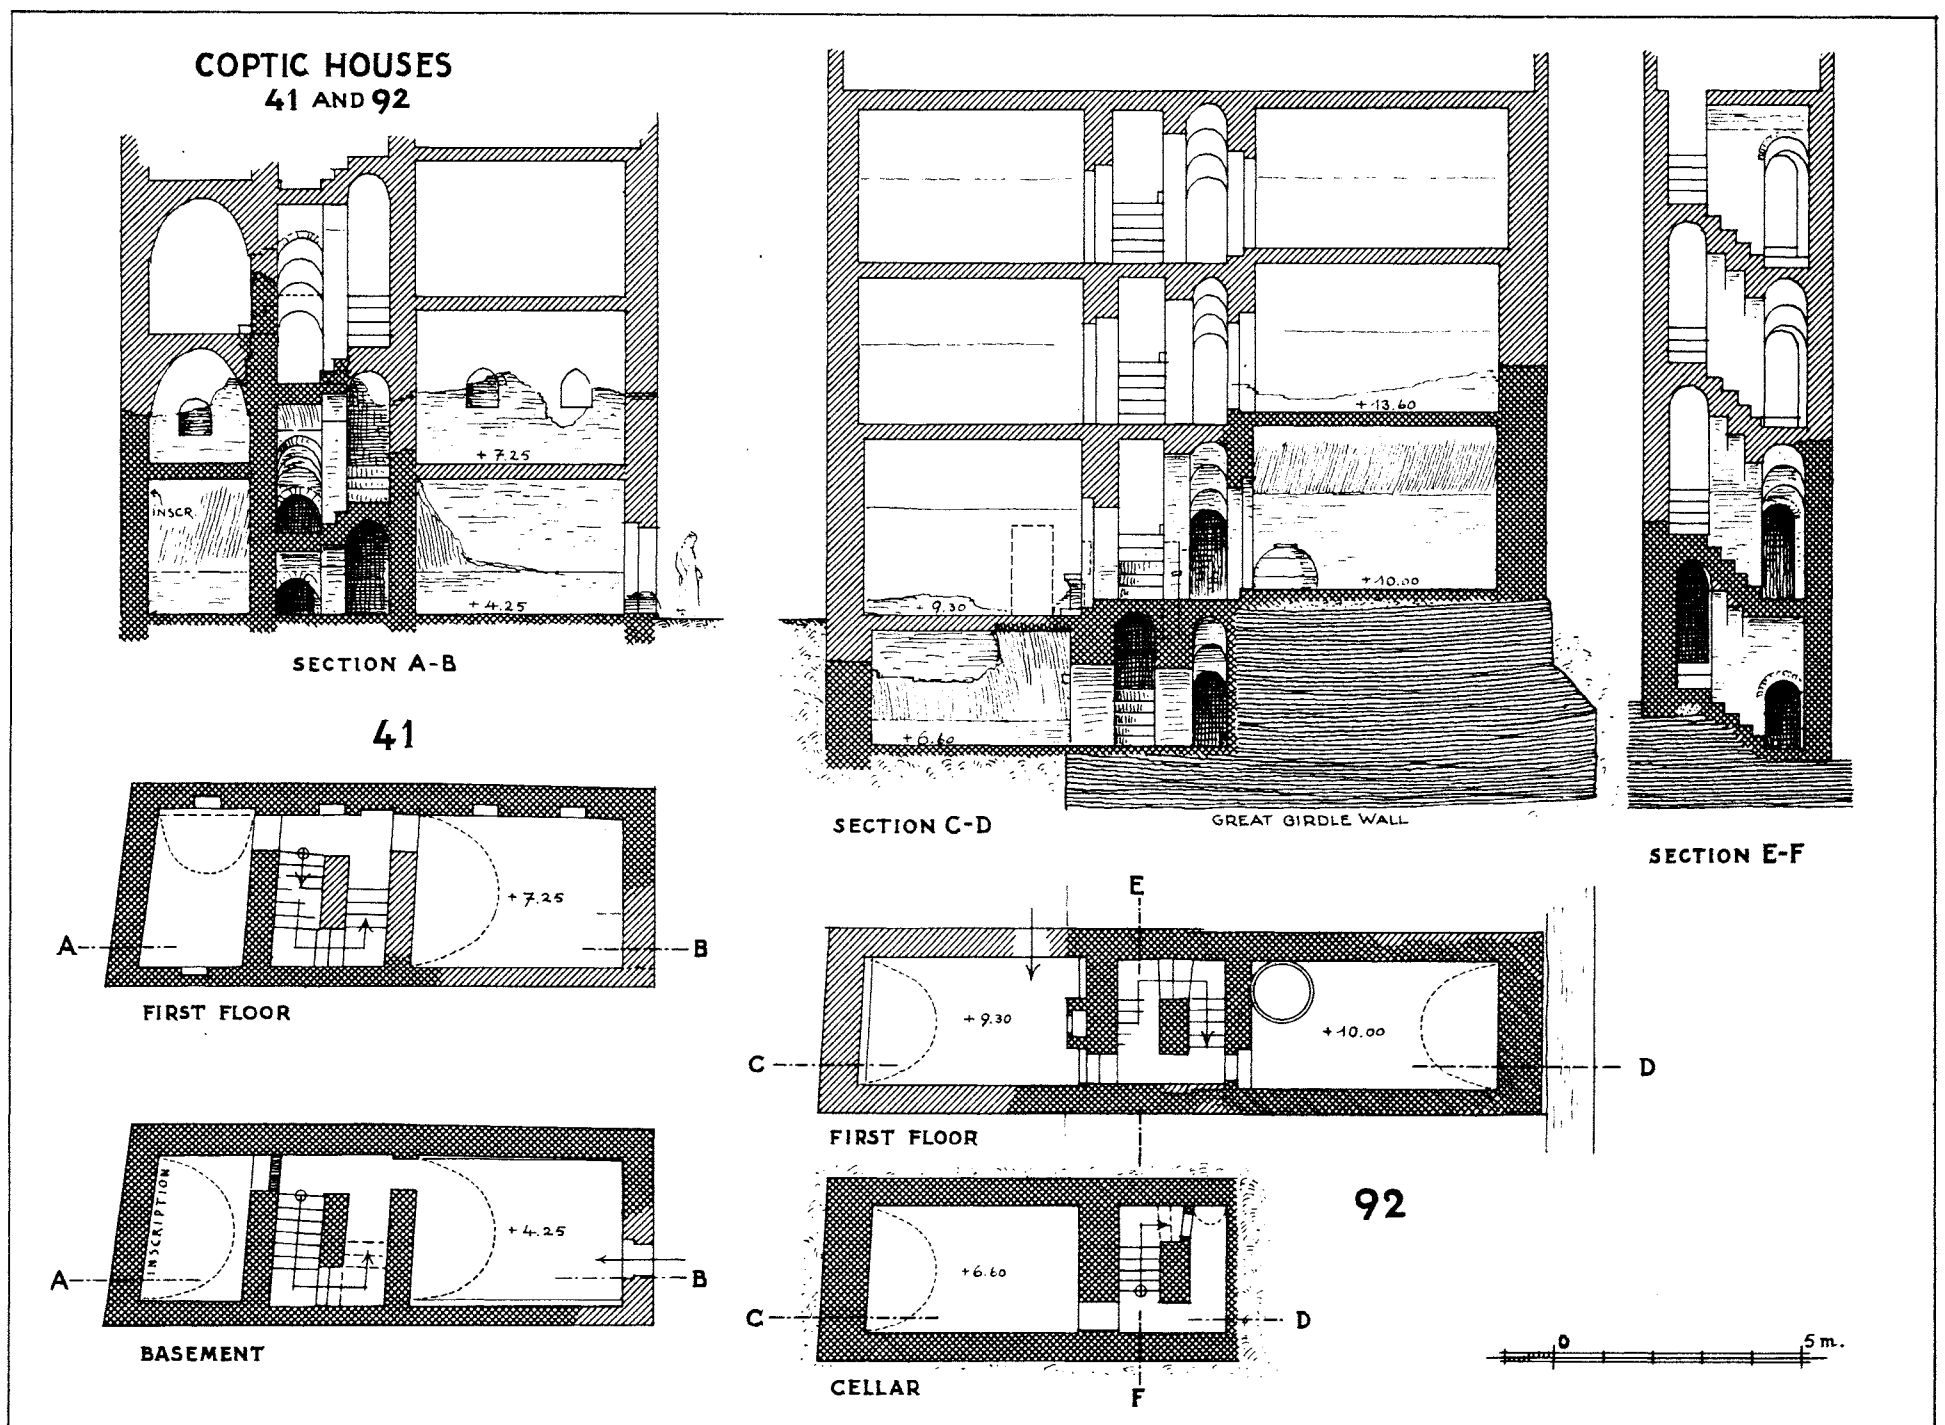 COPTIC HOUSES
41 AND 92
INSCR.
+ 7.25
+ 4.25
SECTION A-B
+ 13.60
+ 10.00
+ 9.30
+ 6.60
SECTION C-D
GREAT GIRDLE WALL
SECTION E-F
41
+ 7.25
A
B
FIRST FLOOR
INSCRIPTION
+ 4.25
A
B
BASEMENT
E
+ 9.30
+ 10.00
C
D
FIRST FLOOR
92
+ 6.60
C
D
F
CELLAR
0 5 m.